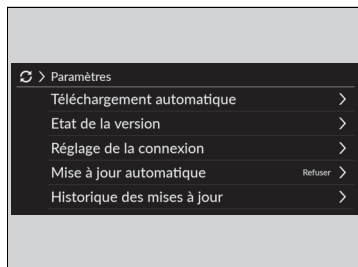 Paramètres
Téléchargement automatique
Etat de la version
Réglage de la connexion
Mise à jour automatique Refuser
Historique des mises à jour